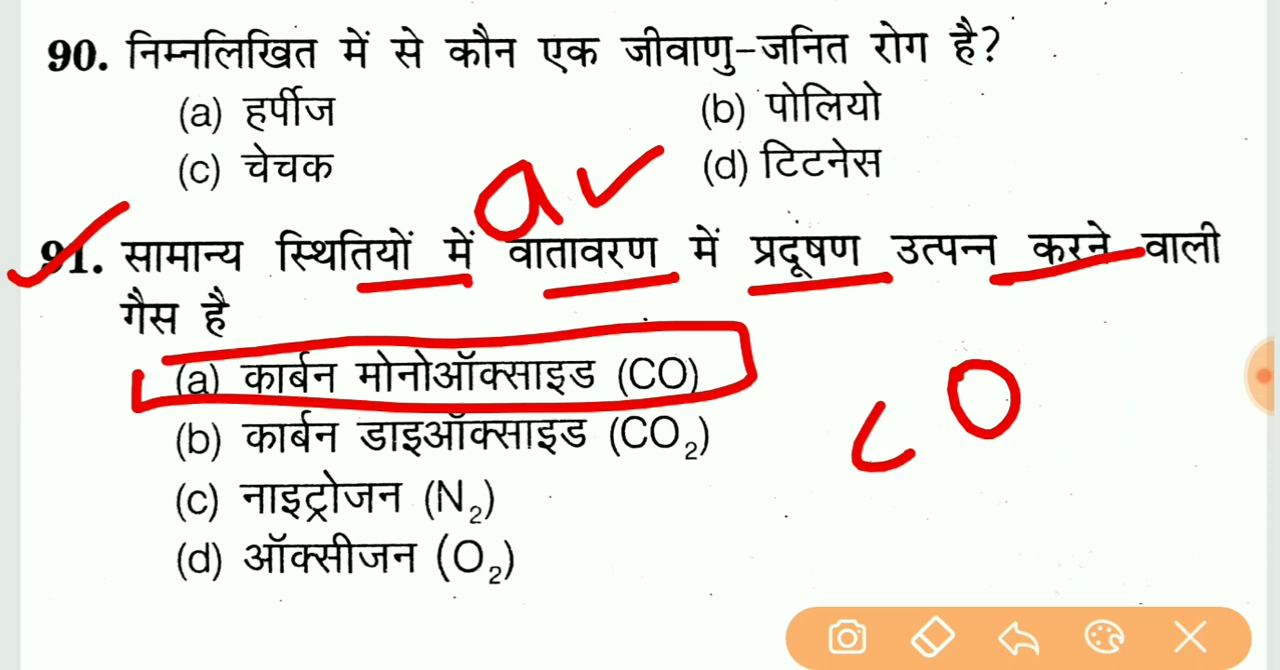 90. निम्नलिखित में से कौन एक जीवाणु-जनित रोग है?
(a) हर्पीज (b) पोलियो
(c) चेचक (d) टिटनेस
a
91. सामान्य स्थितियों में वातावरण में प्रदूषण उत्पन्न करने वाली
गैस है
(a) कार्बन मोनोऑक्साइड (CO)
(b) कार्बन डाइऑक्साइड (CO₂)
CO
(c) नाइट्रोजन (N₂)
(d) ऑक्सीजन (O₂)